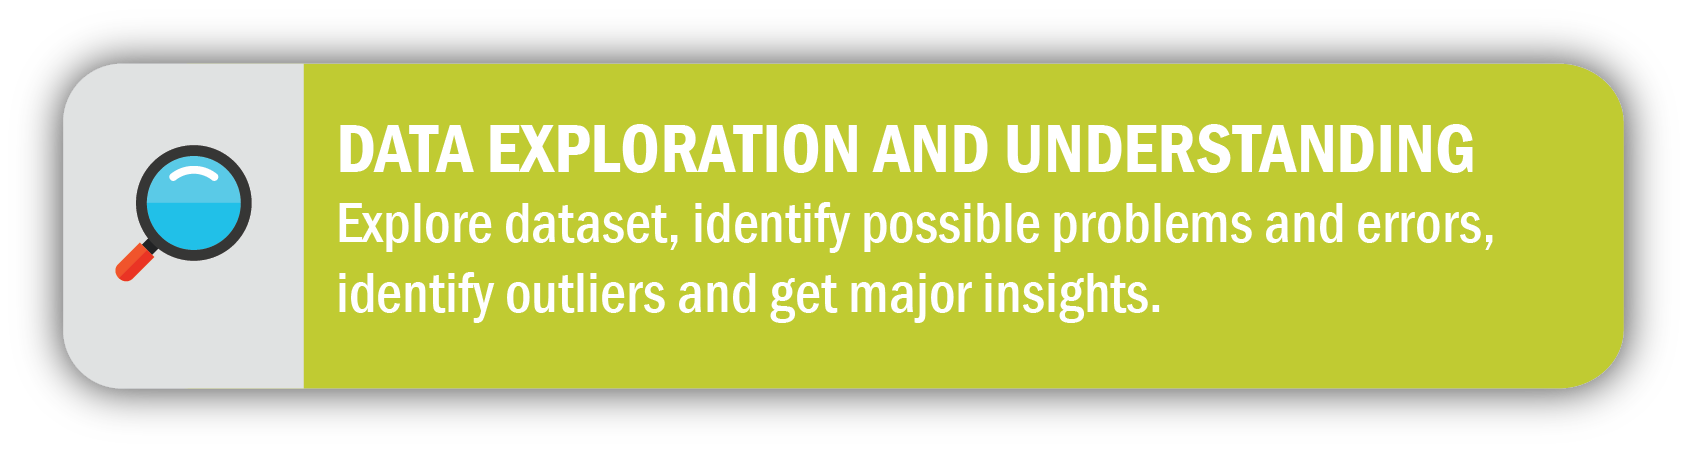 DATA EXPLORATION AND UNDERSTANDING
Explore dataset, identify possible problems and errors,
identify outliers and get major insights.